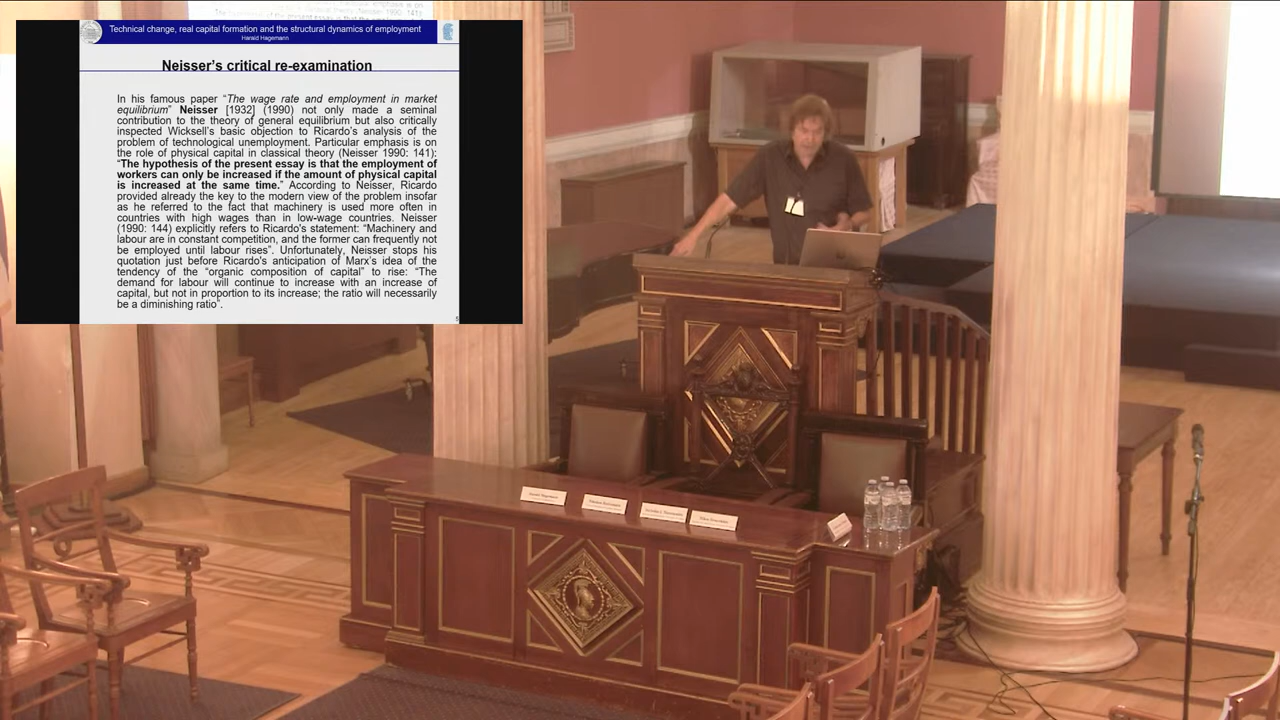 Technical change, real capital formation and the structural dynamics of employment
Harald Hagemann
Neisser's critical re-examination
In his famous paper "The wage rate and employment in market
equilibrium" Neisser [1932] (1990) not only made a seminal
contribution to the theory of general equilibrium but also critically
inspected Wicksell's basic objection to Ricardo's analysis of the
problem of technological unemployment. Particular emphasis is on
the role of physical capital in classical theory (Neisser 1990: 141):
"The hypothesis of the present essay is that the employment of
workers can only be increased if the amount of physical capital
is increased at the same time." According to Neisser, Ricardo
provided already the key to the modern view of the problem insofar
as he referred to the fact that machinery is used more often in
countries with high wages than in low-wage countries. Neisser
(1990: 144) explicitly refers to Ricardo's statement: "Machinery and
labour are in constant competition, and the former can frequently not
be employed until labour rises". Unfortunately, Neisser stops his
quotation just before Ricardo's anticipation of Marx's idea of the
tendency of the "organic composition of capital" to rise: "The
demand for labour will continue to increase with an increase of
capital, but not in proportion to its increase; the ratio will necessarily
be a diminishing ratio".
5